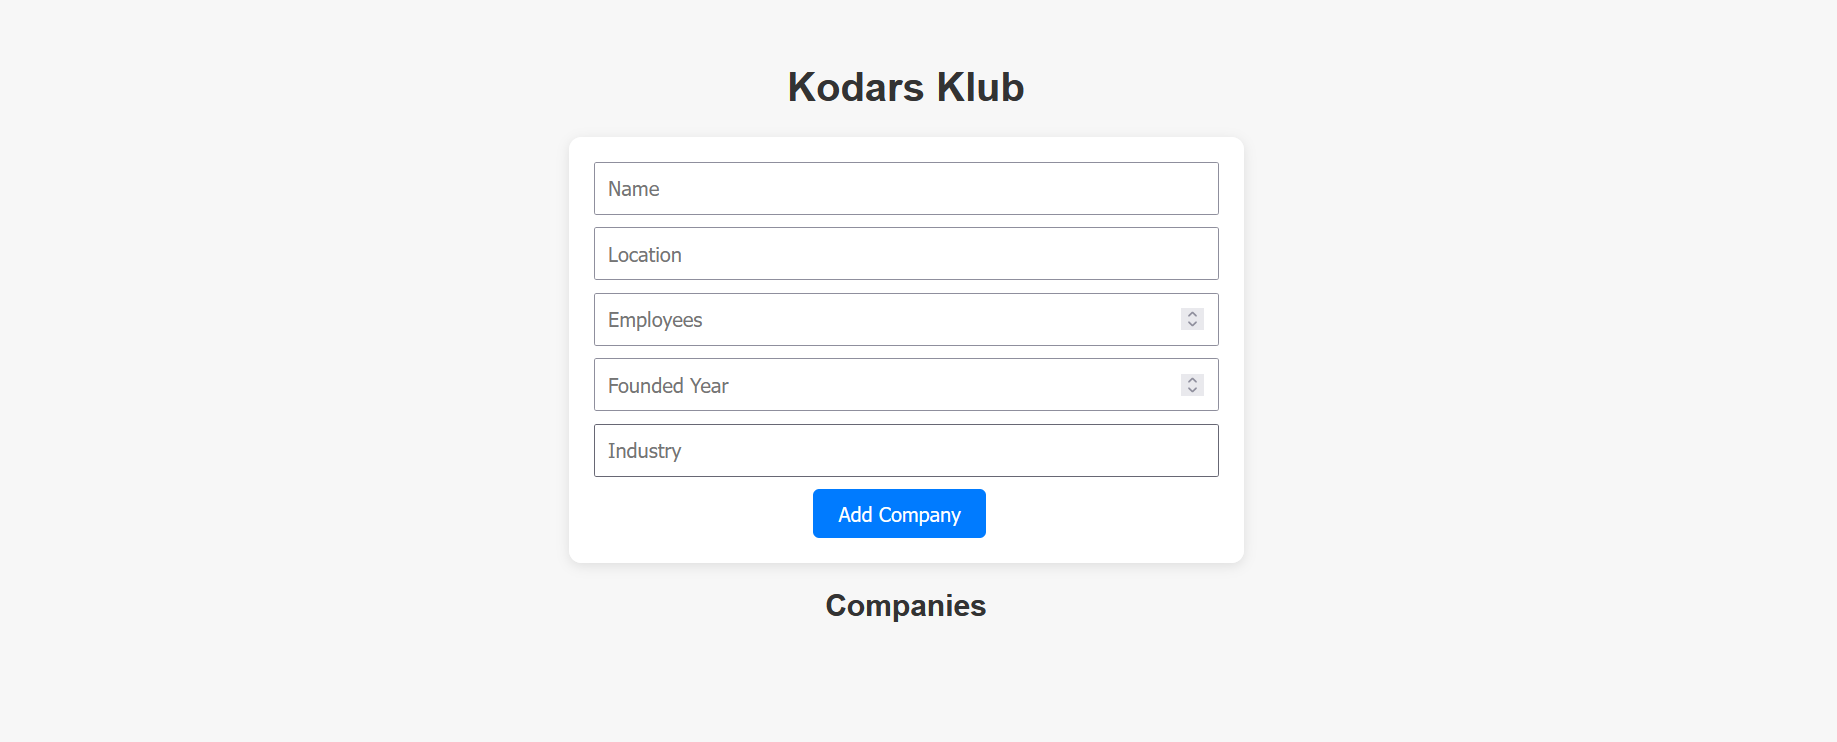 Kodars Klub
Name
Location
Employees
Founded Year
Industry
Add Company
Companies